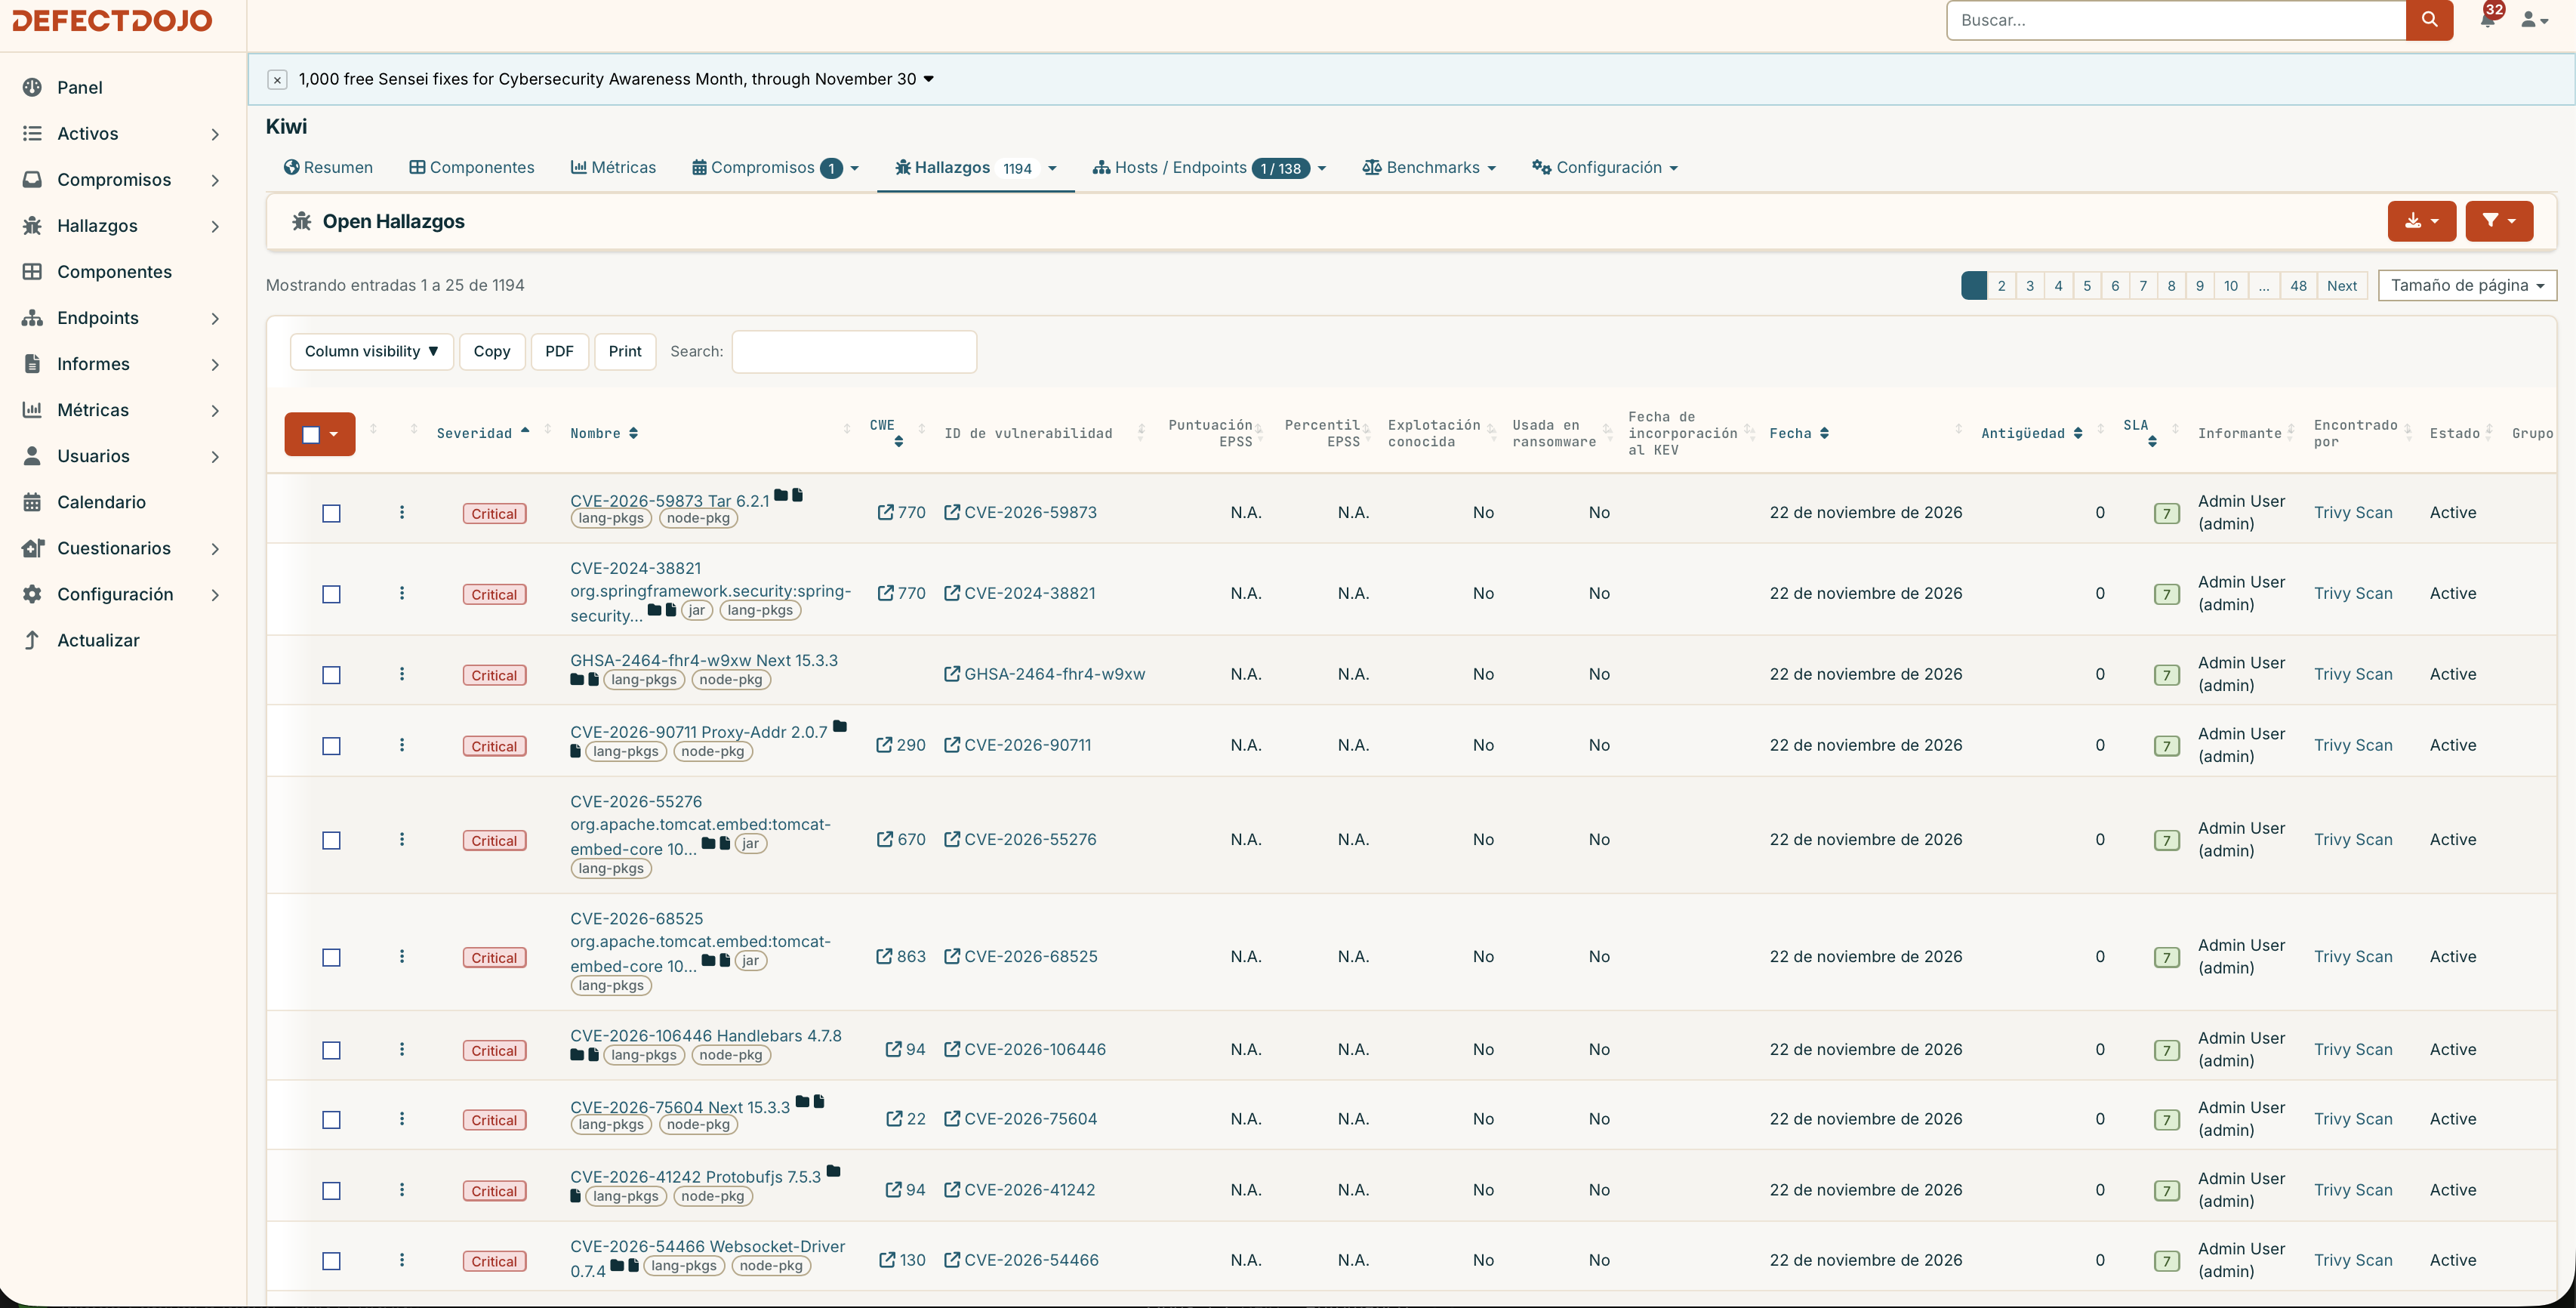 DEFECTDOJO
Buscar...
32
Panel
Activos
Compromisos
Hallazgos
Componentes
Endpoints
Informes
Métricas
Usuarios
Calendario
Cuestionarios
Configuración
Actualizar
1,000 free Sensei fixes for Cybersecurity Awareness Month, through November 30
Kiwi
Resumen Componentes Métricas Compromisos 1 Hallazgos 1194 Hosts / Endpoints 1 / 138 Benchmarks Configuración
Open Hallazgos
Mostrando entradas 1 a 25 de 1194
2 3 4 5 6 7 8 9 10 ... 48 Next Tamaño de página
Column visibility ▼ Copy PDF Print Search:
Severidad Nombre CWE ID de vulnerabilidad Puntuación EPSS Percentil EPSS Explotación conocida Usada en ransomware Fecha de incorporación al KEV Fecha Antigüedad SLA Informante Encontrado por Estado Grupo
Critical CVE-2026-59873 Tar 6.2.1 lang-pkgs node-pkg 770 CVE-2026-59873 N.A. N.A. No No 22 de noviembre de 2026 0 7 Admin User (admin) Trivy Scan Active
Critical CVE-2024-38821 org.springframework.security:spring-security... jar lang-pkgs 770 CVE-2024-38821 N.A. N.A. No No 22 de noviembre de 2026 0 7 Admin User (admin) Trivy Scan Active
Critical GHSA-2464-fhr4-w9xw Next 15.3.3 lang-pkgs node-pkg GHSA-2464-fhr4-w9xw N.A. N.A. No No 22 de noviembre de 2026 0 7 Admin User (admin) Trivy Scan Active
Critical CVE-2026-90711 Proxy-Addr 2.0.7 lang-pkgs node-pkg 290 CVE-2026-90711 N.A. N.A. No No 22 de noviembre de 2026 0 7 Admin User (admin) Trivy Scan Active
Critical CVE-2026-55276 org.apache.tomcat.embed:tomcat-embed-core 10... jar lang-pkgs 670 CVE-2026-55276 N.A. N.A. No No 22 de noviembre de 2026 0 7 Admin User (admin) Trivy Scan Active
Critical CVE-2026-68525 org.apache.tomcat.embed:tomcat-embed-core 10... jar lang-pkgs 863 CVE-2026-68525 N.A. N.A. No No 22 de noviembre de 2026 0 7 Admin User (admin) Trivy Scan Active
Critical CVE-2026-106446 Handlebars 4.7.8 lang-pkgs node-pkg 94 CVE-2026-106446 N.A. N.A. No No 22 de noviembre de 2026 0 7 Admin User (admin) Trivy Scan Active
Critical CVE-2026-75604 Next 15.3.3 lang-pkgs node-pkg 22 CVE-2026-75604 N.A. N.A. No No 22 de noviembre de 2026 0 7 Admin User (admin) Trivy Scan Active
Critical CVE-2026-41242 Protobufjs 7.5.3 lang-pkgs node-pkg 94 CVE-2026-41242 N.A. N.A. No No 22 de noviembre de 2026 0 7 Admin User (admin) Trivy Scan Active
Critical CVE-2026-54466 Websocket-Driver 0.7.4 lang-pkgs node-pkg 130 CVE-2026-54466 N.A. N.A. No No 22 de noviembre de 2026 0 7 Admin User (admin) Trivy Scan Active